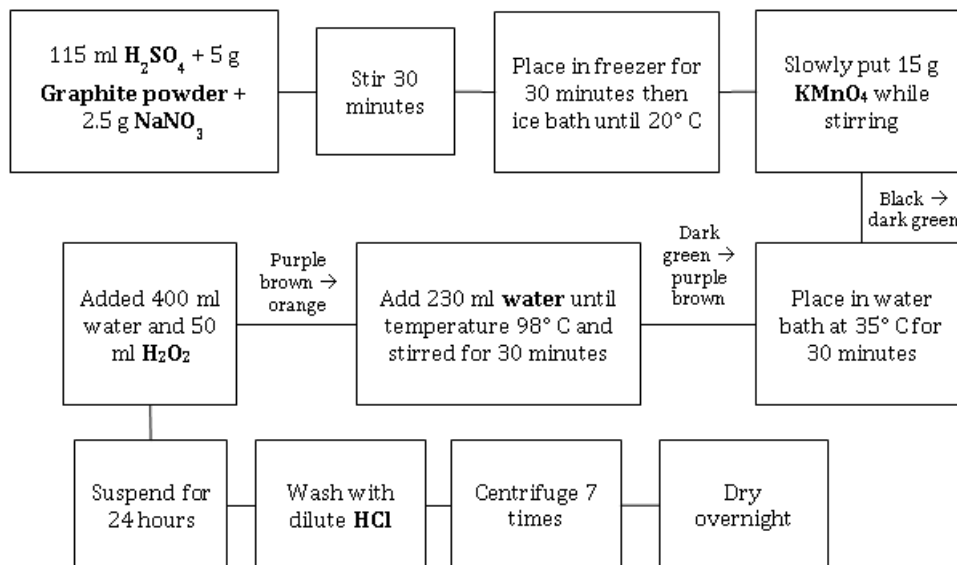 115 ml H₂SO₄ + 5 g
Graphite powder +
2.5 g NaNO₃
Stir 30
minutes
Place in freezer for
30 minutes then
ice bath until 20° C
Slowly put 15 g
KMnO₄ while
stirring
Black →
dark green
Place in water
bath at 35° C for
30 minutes
Dark
green →
purple
brown
Add 230 ml water until
temperature 98° C and
stirred for 30 minutes
Purple
brown →
orange
Added 400 ml
water and 50
ml H₂O₂
Suspend for
24 hours
Wash with
dilute HCl
Centrifuge 7
times
Dry
overnight